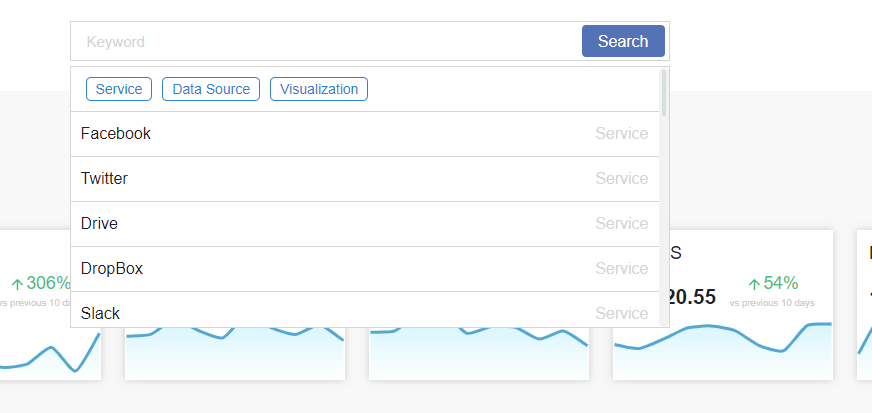 Keyword
Search
Service Data Source Visualization
Facebook Service
Twitter Service
Drive Service
DropBox Service
Slack Service
306%
vs previous 10
S
20.55
54%
vs previous 10 days